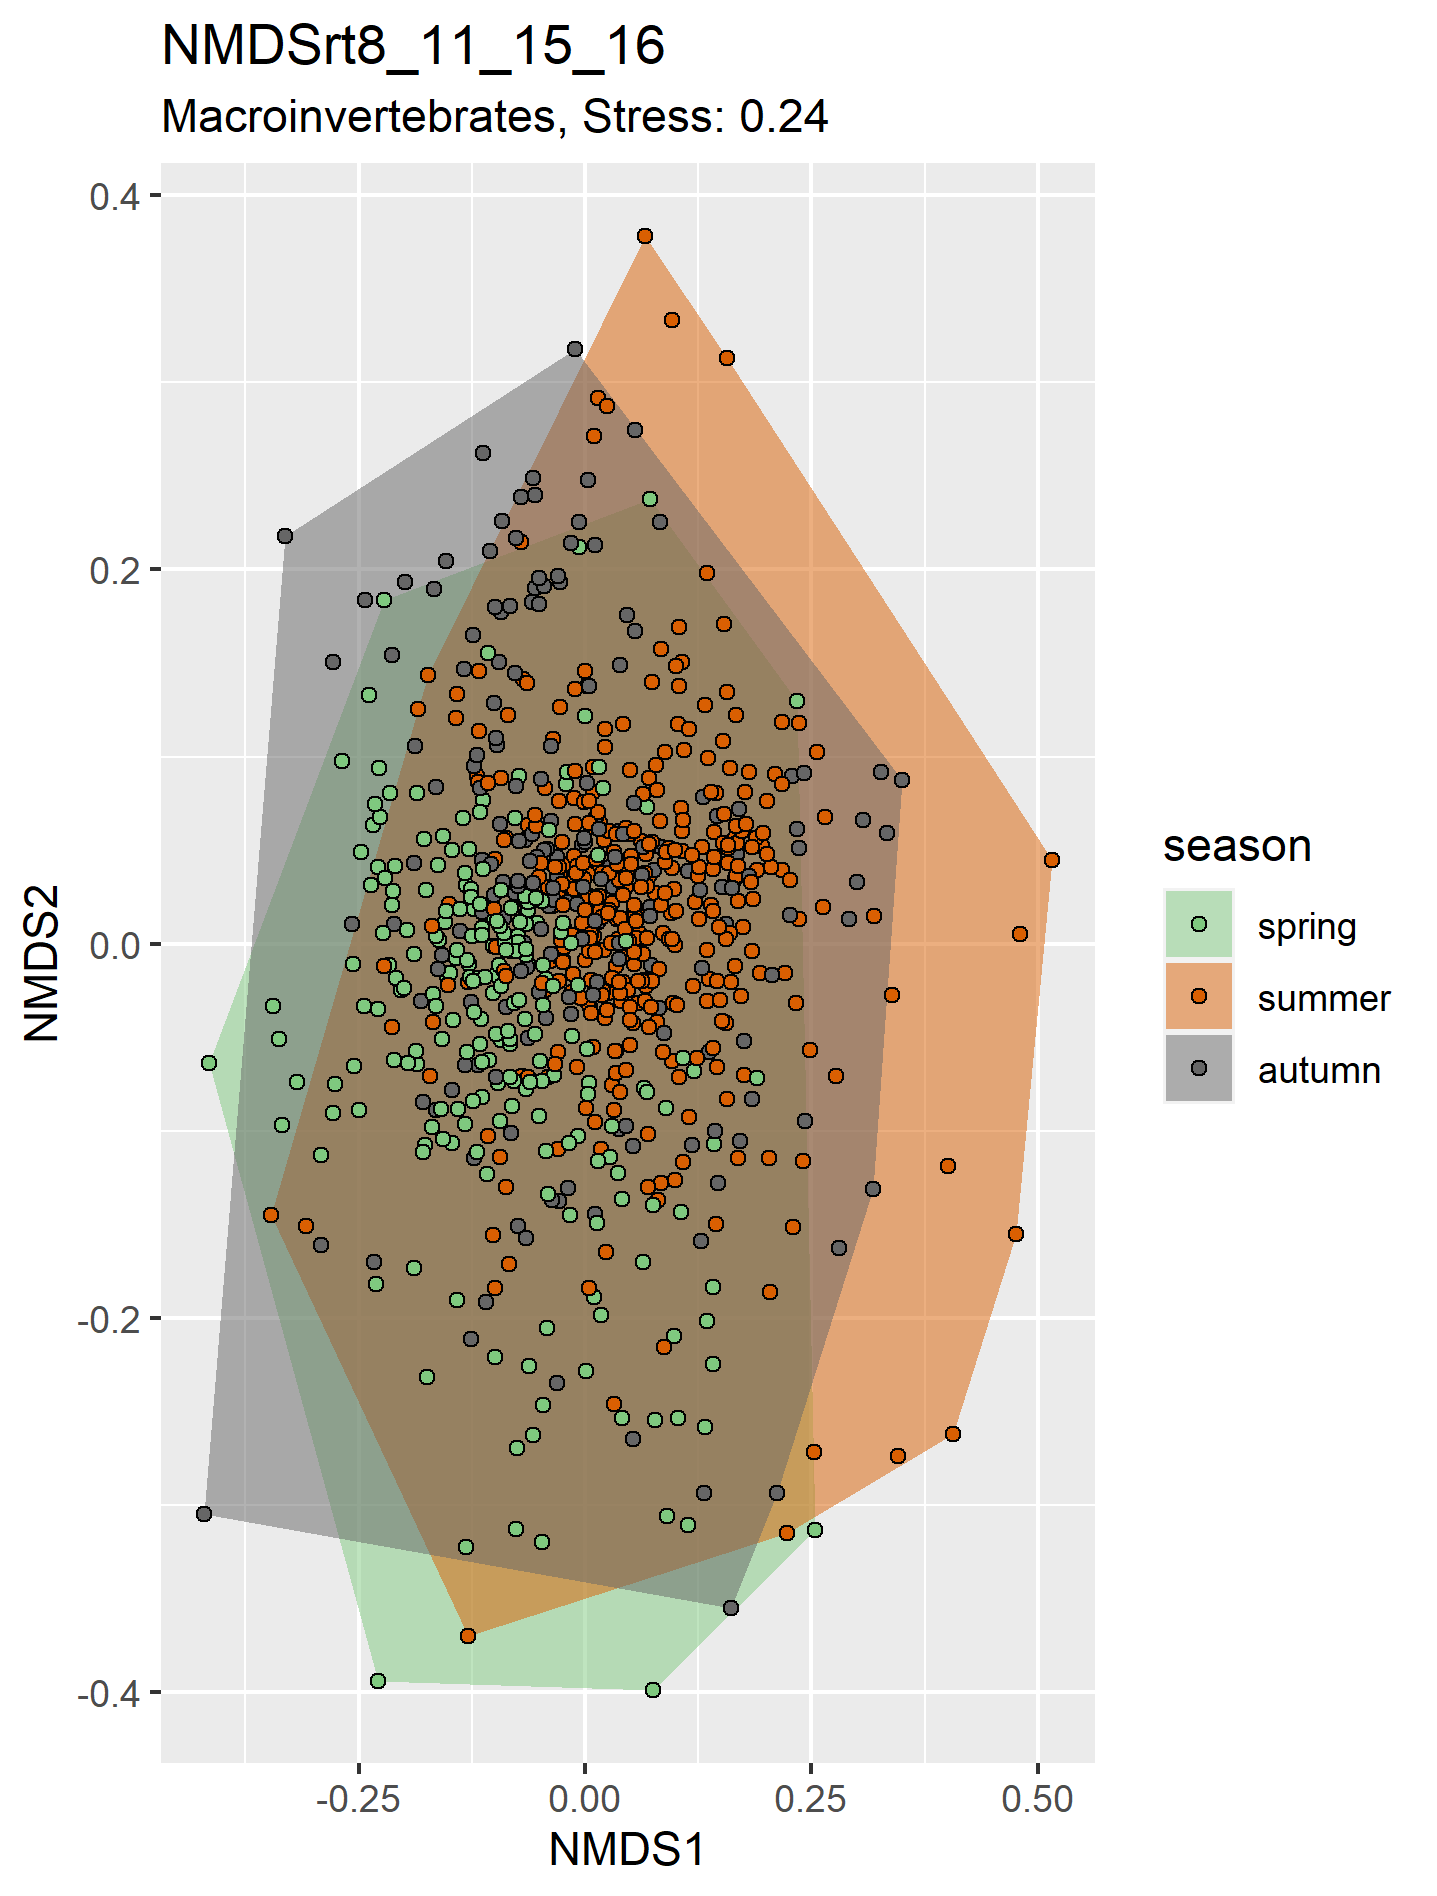 NMDSrt8_11_15_16
Macroinvertebrates, Stress: 0.24
0.4
0.2
0.0
-0.2
-0.4
NMDS2
-0.25
0.00
0.25
0.50
NMDS1
season
spring
summer
autumn